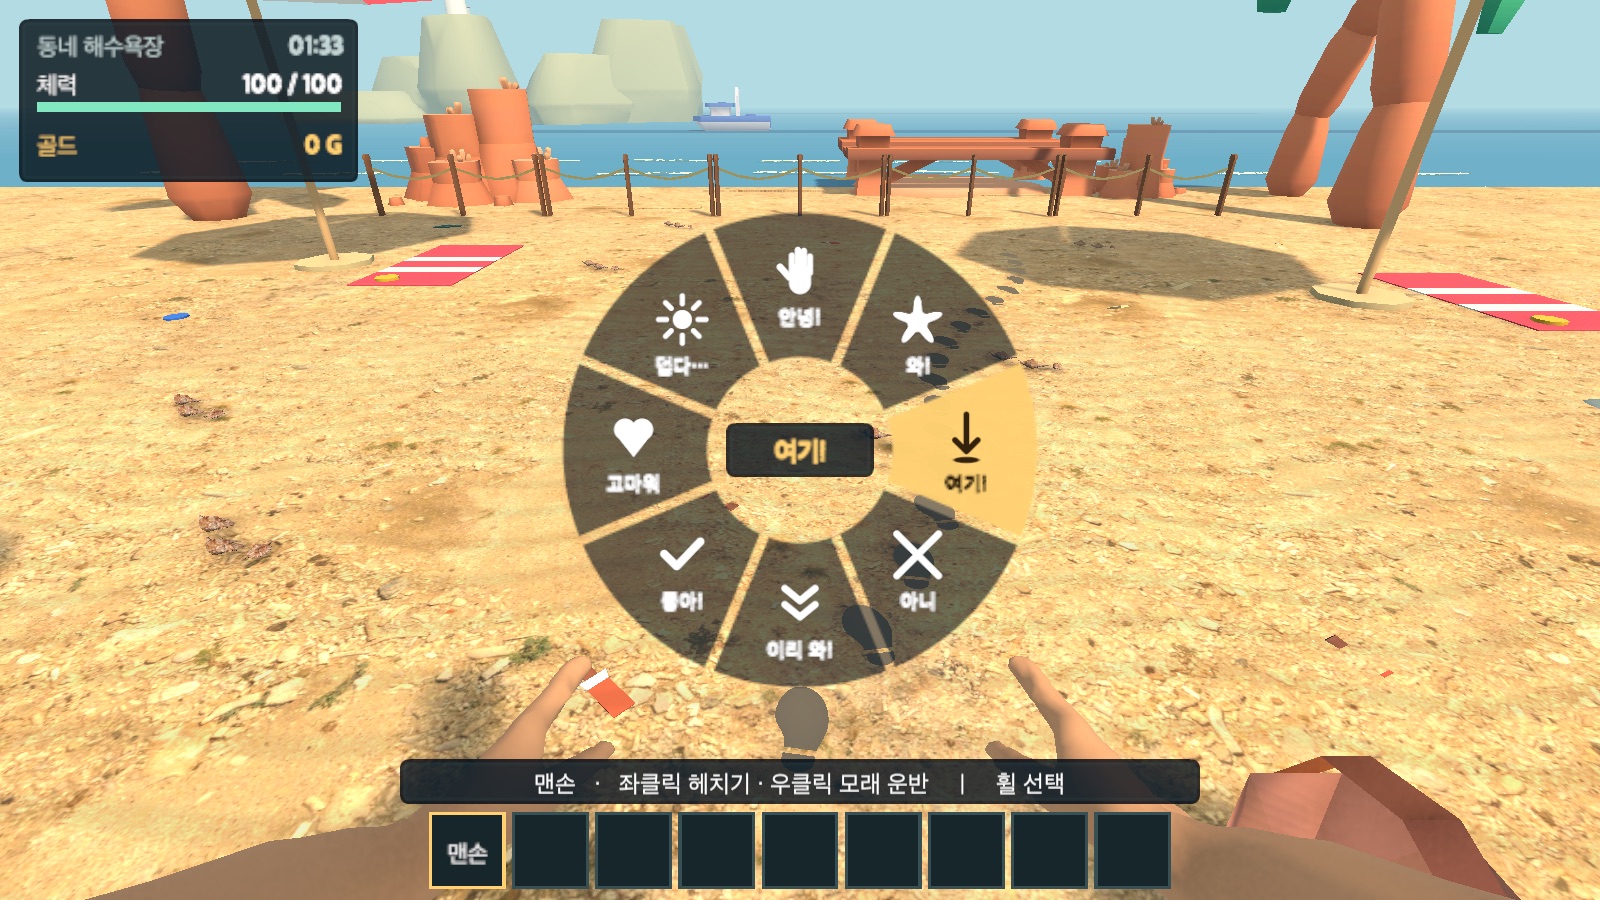 동네 해수욕장 01:33
체력 100 / 100
골드 0 G
안녕!
덥다… 와!
고마워 여기! 여기!
좋아! 아니
이리 와!
맨손 · 좌클릭 헤치기 · 우클릭 모래 운반 | 휠 선택
맨손